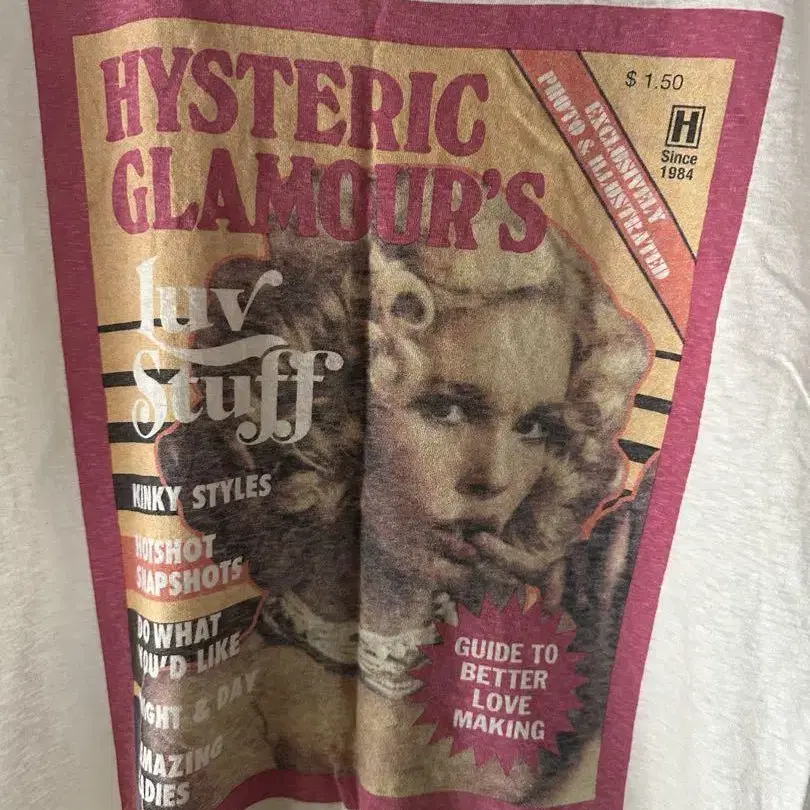 HYSTERIC
GLAMOUR'S
$ 1.50
H
Since
1984
EXCLUSIVELY
PHOTO & ILLUSTRATED
luv
Stuff
KINKY STYLES
HOTSHOT
SNAPSHOTS
DO WHAT
YOU'D LIKE
NIGHT & DAY
AMAZING
LADIES
GUIDE TO
BETTER
LOVE
MAKING